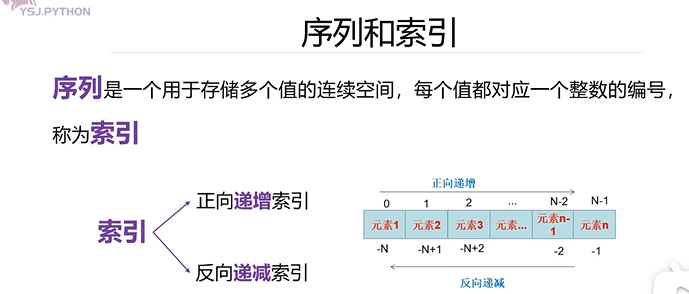 YSJ.PYTHON
序列和索引
序列是一个用于存储多个值的连续空间，每个值都对应一个整数的编号，
称为索引
索引
正向递增索引
反向递减索引
正向递增
0 1 2 ... N-2 N-1
元素1 元素2 元素3 元素... 元素n-1 元素n
-N -N+1 -N+2 -2 -1
反向递减